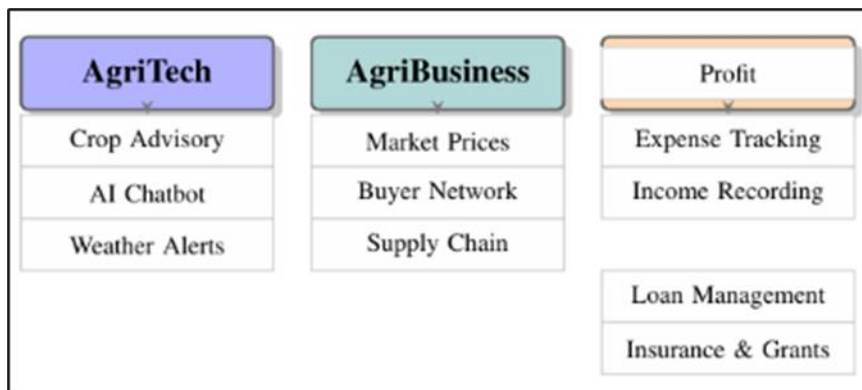 AgriTech
Crop Advisory
AI Chatbot
Weather Alerts
AgriBusiness
Market Prices
Buyer Network
Supply Chain
Profit
Expense Tracking
Income Recording
Loan Management
Insurance & Grants